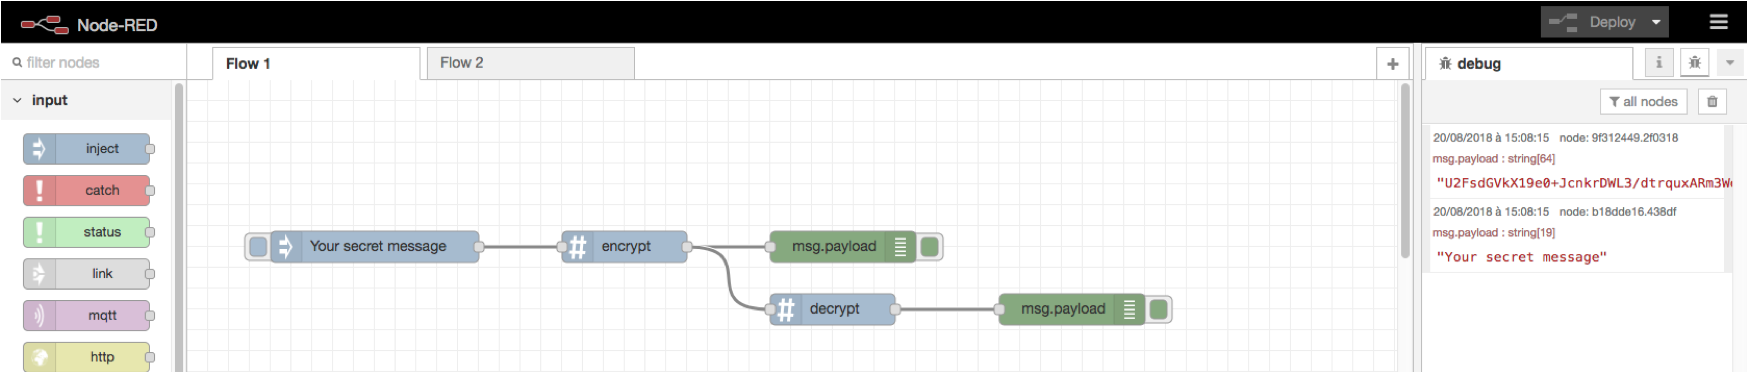 Node-RED
Deploy
filter nodes
Flow 1
Flow 2
+
debug
i
input
all nodes
inject
catch
status
link
mqtt
http
Your secret message
encrypt
msg.payload
decrypt
msg.payload
20/08/2018 à 15:08:15 node: 9f312449.2f0318
msg.payload : string[64]
"U2FsdGVkX19e0+JcnkrDWL3/dtrquxARm3W
20/08/2018 à 15:08:15 node: b18dde16.438df
msg.payload : string[19]
"Your secret message"